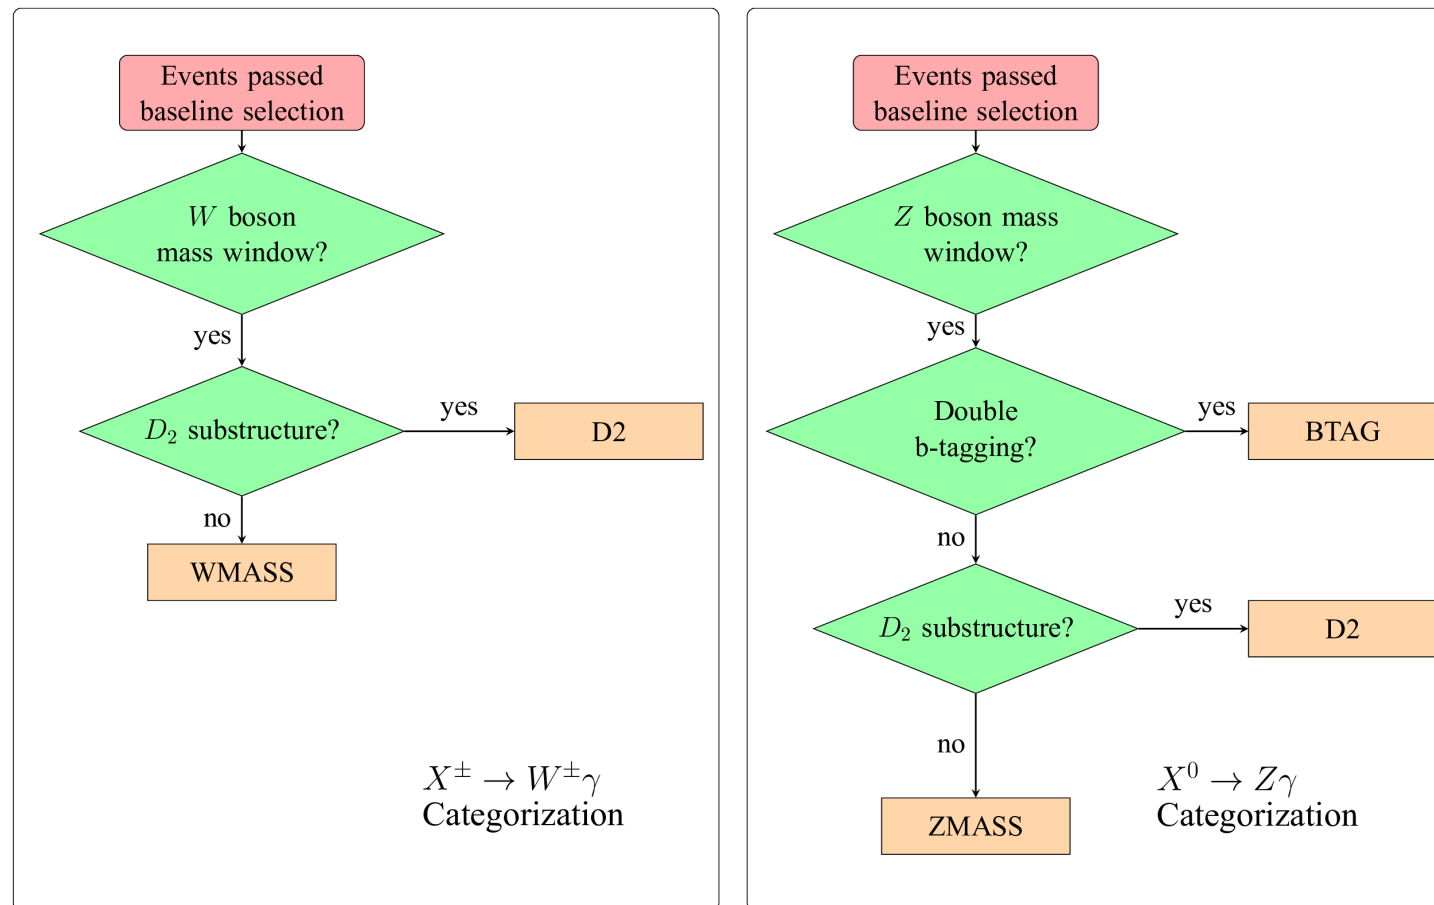 Events passed
baseline selection
W boson
mass window?
yes
D₂ substructure?
yes
D2
no
WMASS
X± → W±γ
Categorization
Events passed
baseline selection
Z boson mass
window?
yes
Double
b-tagging?
yes
BTAG
no
D₂ substructure?
yes
D2
no
ZMASS
X⁰ → Zγ
Categorization